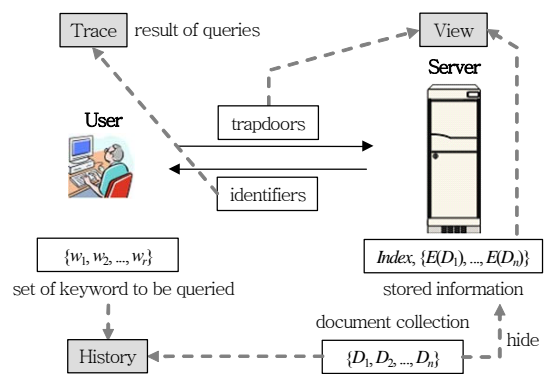 Trace
result of queries
View
Server
User
trapdoors
identifiers
{w1, w2, ..., wr}
set of keyword to be queried
Index, {E(D1), ..., E(Dn)}
stored information
document collection
hide
History
{D1, D2, ..., Dn}